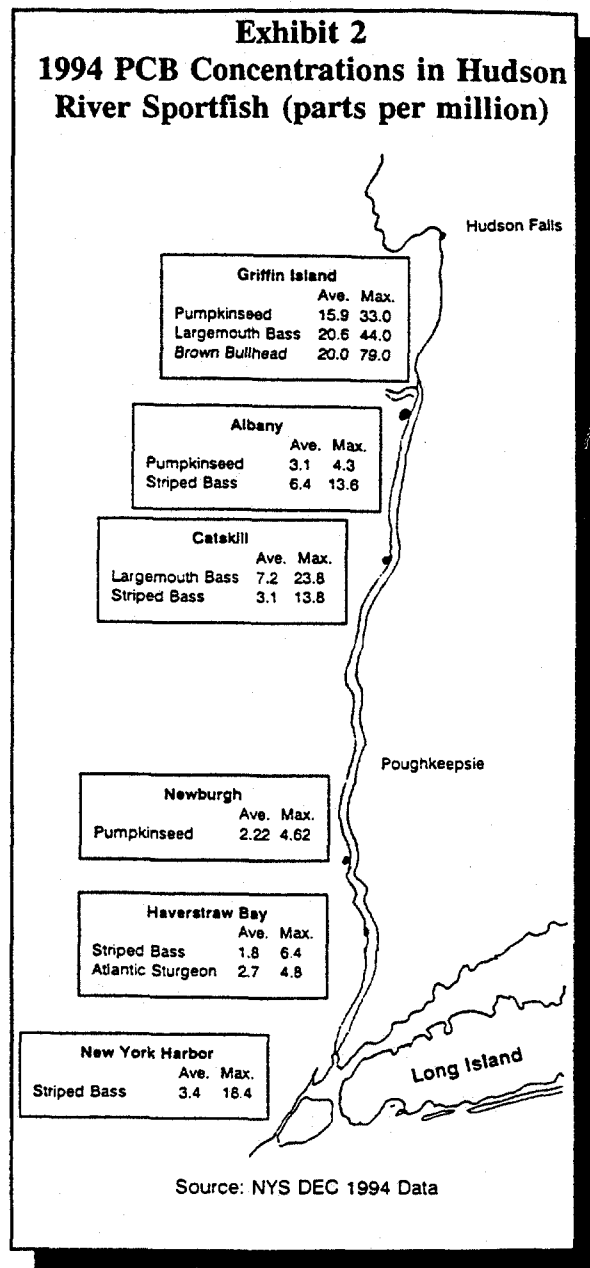 Exhibit 2
1994 PCB Concentrations in Hudson
River Sportfish (parts per million)
Hudson Falls
Griffin Island
Ave. Max.
Pumpkinseed 15.9 33.0
Largemouth Bass 20.6 44.0
Brown Bullhead 20.0 79.0
Albany
Ave. Max.
Pumpkinseed 3.1 4.3
Striped Bass 6.4 13.6
Catskill
Ave. Max.
Largemouth Bass 7.2 23.8
Striped Bass 3.1 13.8
Poughkeepsie
Newburgh
Ave. Max.
Pumpkinseed 2.22 4.62
Haverstraw Bay
Ave. Max.
Striped Bass 1.8 6.4
Atlantic Sturgeon 2.7 4.8
New York Harbor
Ave. Max.
Striped Bass 3.4 18.4
Long Island
Source: NYS DEC 1994 Data